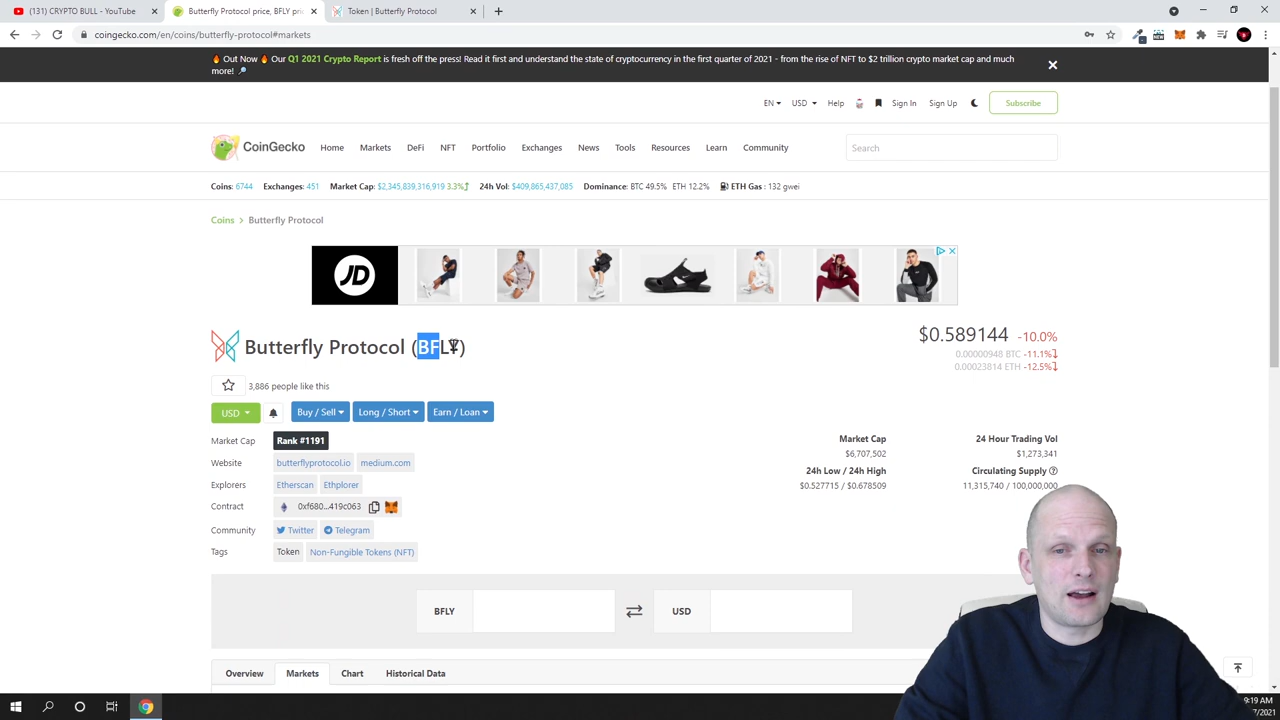 (131) CRYPTO BULL - YouTube
Butterfly Protocol price, BFLY pri
Token | Butterfly Protocol
coingecko.com/en/coins/butterfly-protocol#markets
🔥 Out Now 🔥 Our Q1 2021 Crypto Report is fresh off the press! Read it first and understand the state of cryptocurrency in the first quarter of 2021 - from the rise of NFT to $2 trillion crypto market cap and much
more! 🔎
EN USD Help Sign In Sign Up Subscribe
CoinGecko Home Markets DeFi NFT Portfolio Exchanges News Tools Resources Learn Community Search
Coins: 6744 Exchanges: 451 Market Cap: $2,345,839,316,919 3.3% 24h Vol: $409,865,437,085 Dominance: BTC 49.5% ETH 12.2% ETH Gas: 132 gwei
Coins > Butterfly Protocol
JD
Butterfly Protocol (BFLY)
$0.589144 -10.0%
0.00000948 BTC -11.1%
0.00023814 ETH -12.5%
3,886 people like this
USD Buy / Sell Long / Short Earn / Loan
Market Cap Rank #1191
Website butterflyprotocol.io medium.com
Explorers Etherscan Ethplorer
Contract 0xf680...419c063
Community Twitter Telegram
Tags Token Non-Fungible Tokens (NFT)
Market Cap 24 Hour Trading Vol
$6,707,502 $1,273,341
24h Low / 24h High Circulating Supply
$0.527715 / $0.678509 11,315,740 / 100,000,000
BFLY USD
Overview Markets Chart Historical Data
9:19 AM
7/2021